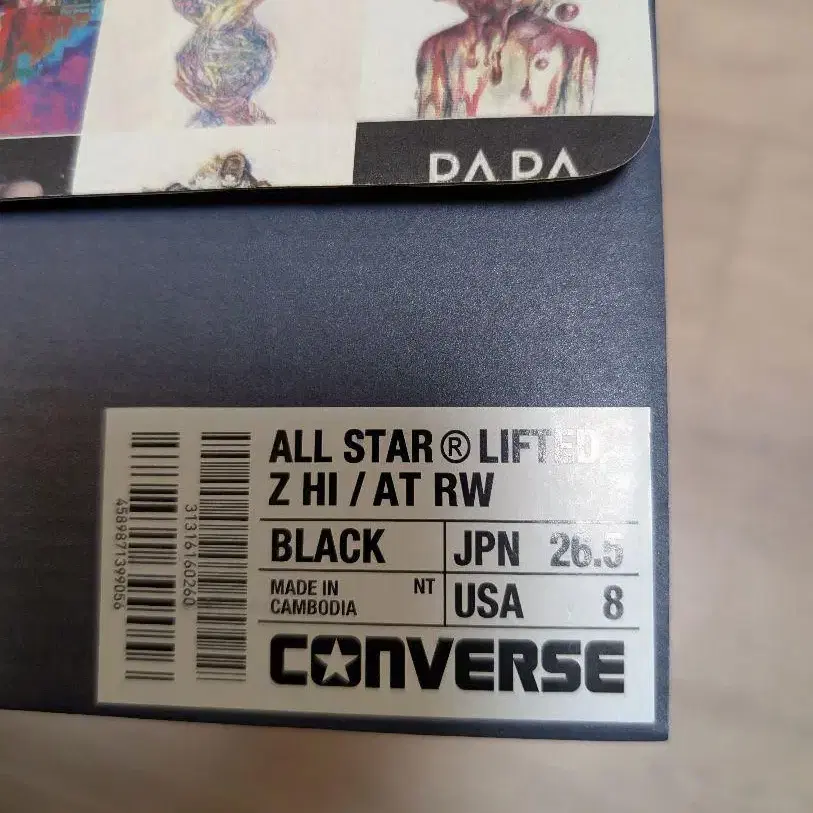 PAPA
ALL STAR® LIFTED
Z HI / AT RW
BLACK
JPN 26.5
MADE IN
CAMBODIA
NT
USA 8
CONVERSE
4589871399056
31316160260